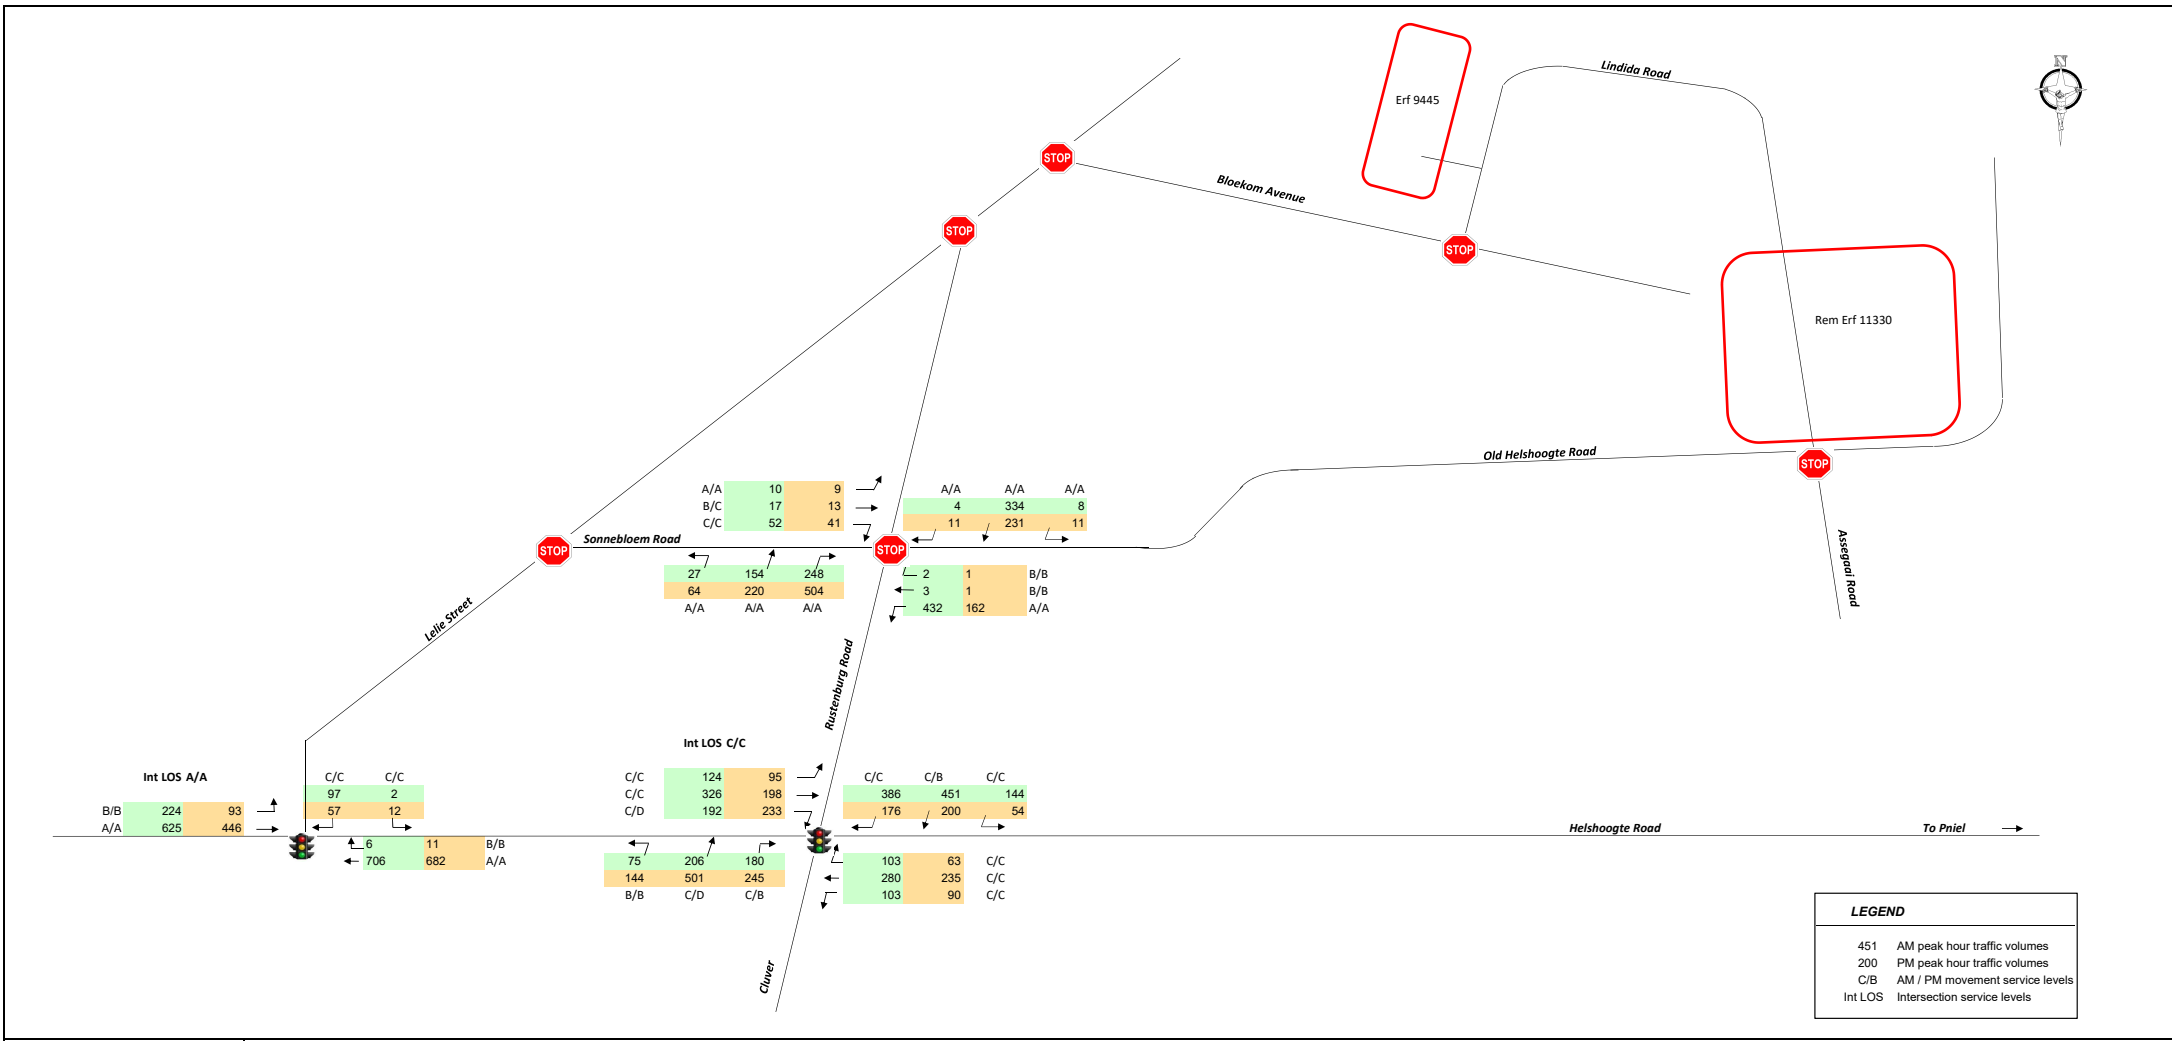 N
Lindida Road
Erf 9445
STOP
Bloekom Avenue
STOP
STOP
Rem Erf 11330
Old Helshoogte Road
STOP
A/A 10 9
B/C 17 13
C/C 52 41
A/A A/A A/A
4 334 8
11 231 11
Sonnebloem Road
STOP
STOP
27 154 248
64 220 504
A/A A/A A/A
2 1 B/B
3 1 B/B
432 162 A/A
Assegaai Road
Lelie Street
Rustenburg Road
Int LOS C/C
Int LOS A/A
C/C C/C
97 2
57 12
B/B 224 93
A/A 625 446
6 11 B/B
706 682 A/A
C/C 124 95
C/C 326 198
C/D 192 233
C/C C/B C/C
386 451 144
176 200 54
Helshoogte Road
To Pniel
75 206 180
144 501 245
B/B C/D C/B
103 63 C/C
280 235 C/C
103 90 C/C
Cluver
LEGEND
451 AM peak hour traffic volumes
200 PM peak hour traffic volumes
C/B AM / PM movement service levels
Int LOS Intersection service levels